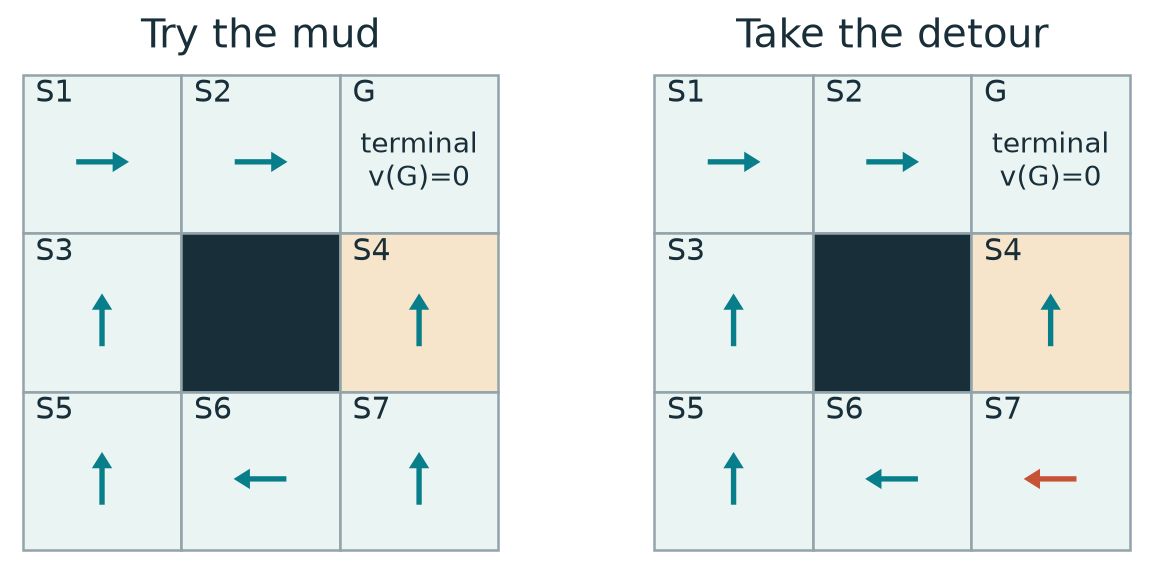 Try the mud
S1
S2
G
terminal
v(G)=0
S3
S4
S5
S6
S7
Take the detour
S1
S2
G
terminal
v(G)=0
S3
S4
S5
S6
S7